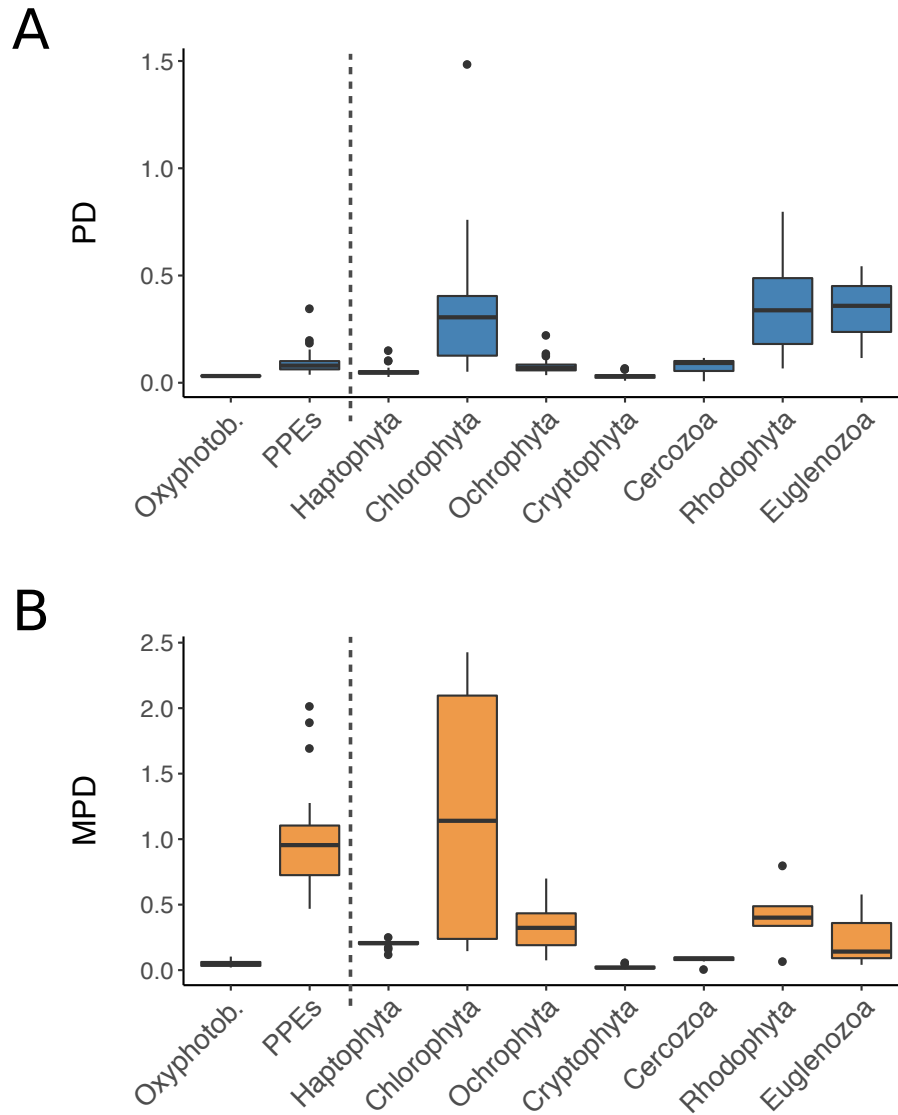 A
1.5
1.0
0.5
0.0
PD
Oxyphotob.
PPEs
Haptophyta
Chlorophyta
Ochrophyta
Cryptophyta
Cercozoa
Rhodophyta
Euglenozoa
B
2.5
2.0
1.5
1.0
0.5
0.0
MPD
Oxyphotob.
PPEs
Haptophyta
Chlorophyta
Ochrophyta
Cryptophyta
Cercozoa
Rhodophyta
Euglenozoa